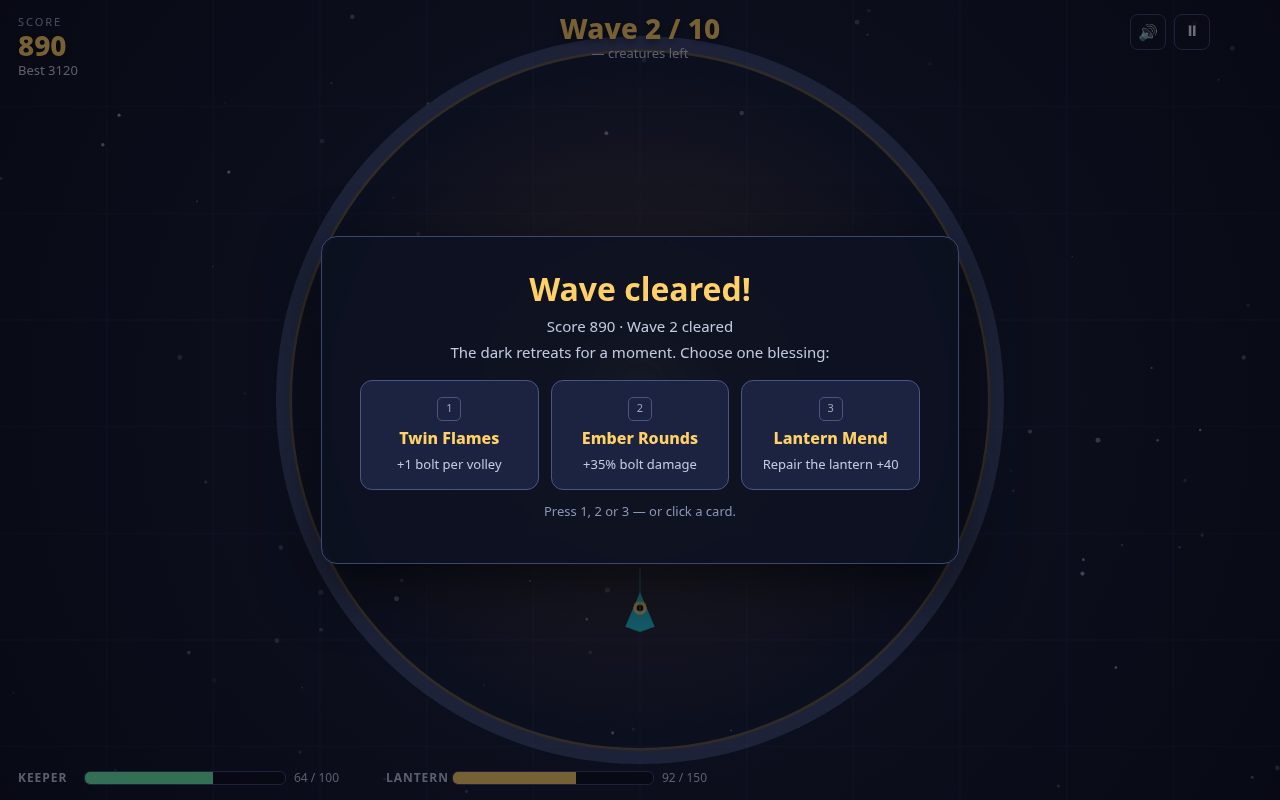 SCORE
890
Best 3120
Wave 2 / 10
— creatures left
Wave cleared!
Score 890 · Wave 2 cleared
The dark retreats for a moment. Choose one blessing:
1
Twin Flames
+1 bolt per volley
2
Ember Rounds
+35% bolt damage
3
Lantern Mend
Repair the lantern +40
Press 1, 2 or 3 — or click a card.
KEEPER 64 / 100 LANTERN 92 / 150